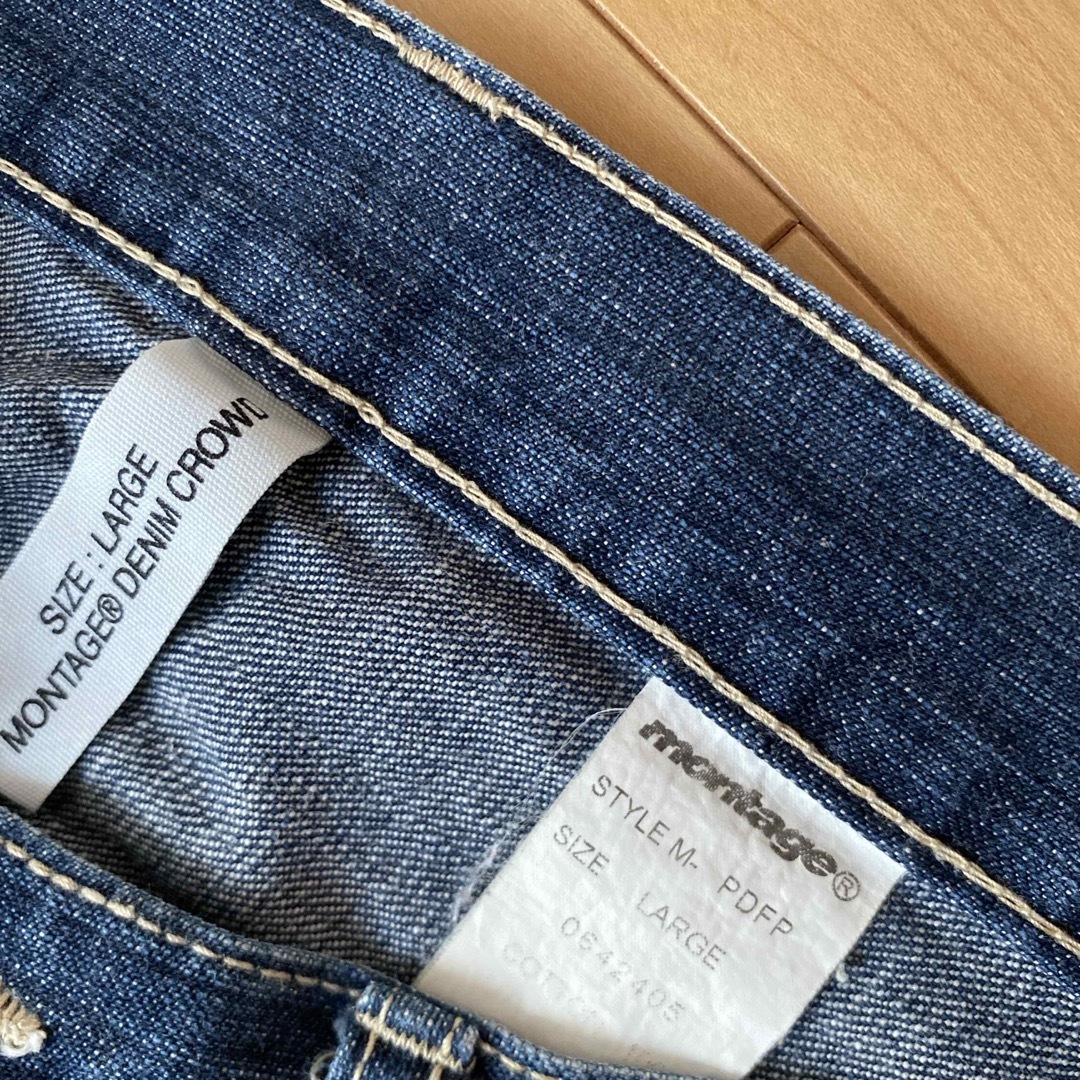 SIZE : LARGE
MONTAGE® DENIM CROWD
montage®
STYLE M- PDFP
SIZE LARGE
0642405